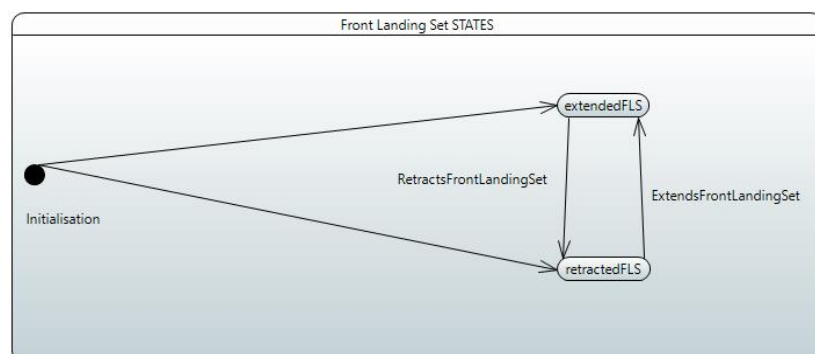 Front Landing Set STATES
extendedFLS
RetractsFrontLandingSet
ExtendsFrontLandingSet
Initialisation
retractedFLS